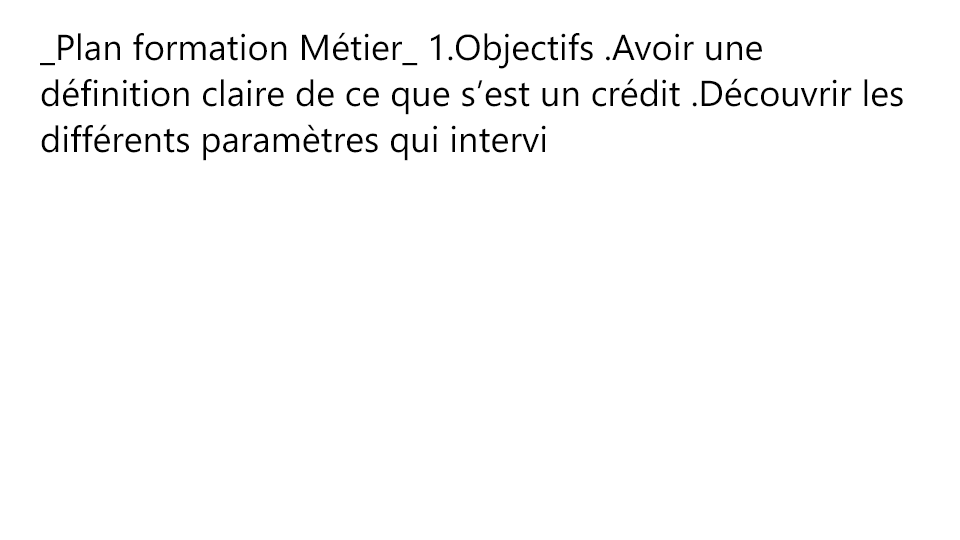 _Plan formation Métier_ 1.Objectifs .Avoir une
définition claire de ce que s’est un crédit .Découvrir les
différents paramètres qui intervi